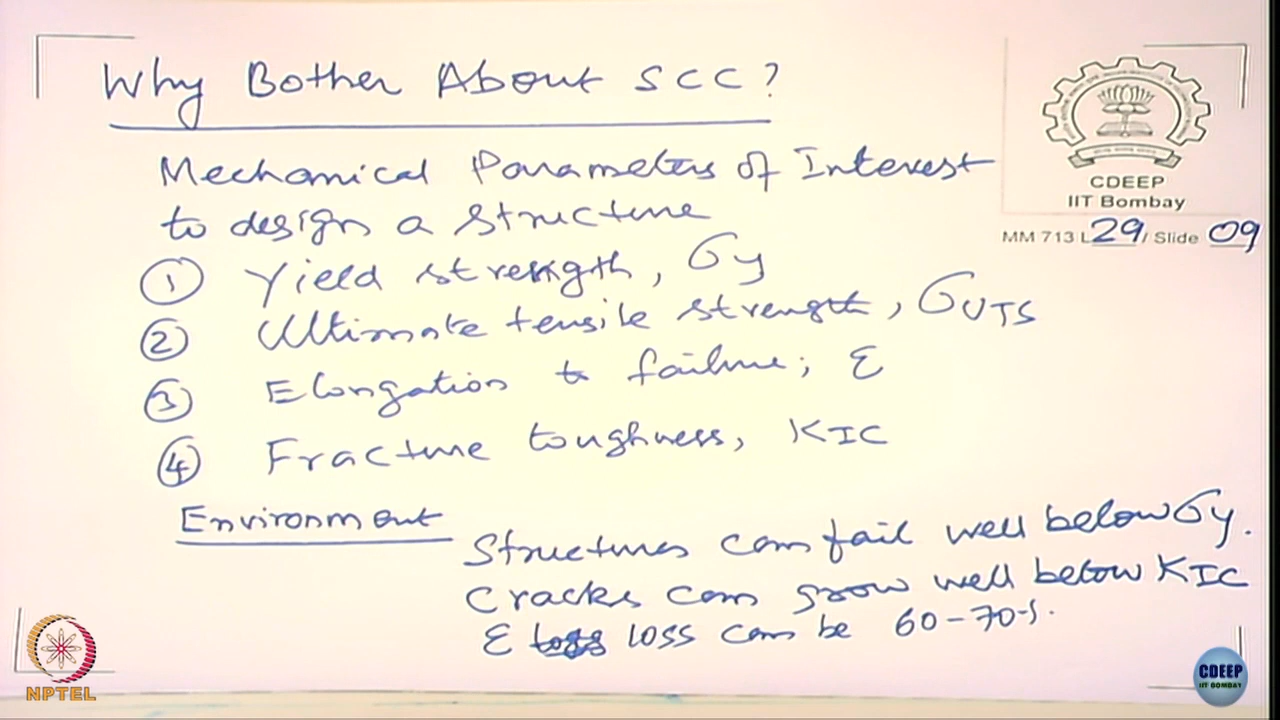 Why Bother About SCC?
Mechanical Parameters of Interest
to design a structure
① Yield strength, σy
② Ultimate tensile strength, σUTS
③ Elongation to failure; ε
④ Fracture toughness, KIC
Environment
Structures can fail well below σy.
Cracks can grow well below KIC
ε loss can be 60-70%.
CDEEP
IIT Bombay
MM 713 L29/ Slide 09
NPTEL
CDEEP
IIT BOMBAY